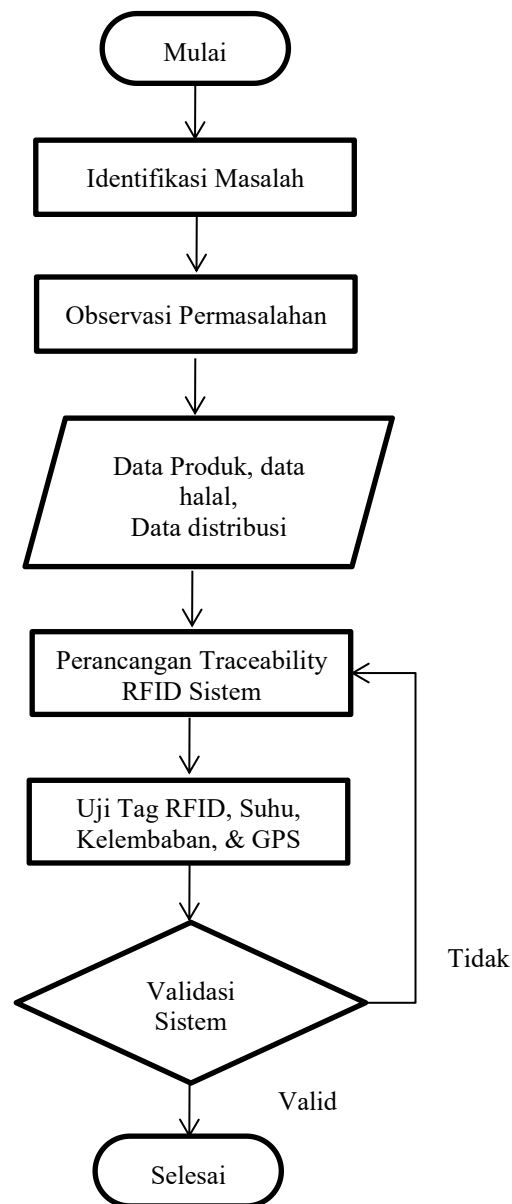 Mulai
Identifikasi Masalah
Observasi Permasalahan
Data Produk, data
halal,
Data distribusi
Perancangan Traceability
RFID Sistem
Uji Tag RFID, Suhu,
Kelembaban, & GPS
Tidak
Validasi
Sistem
Valid
Selesai